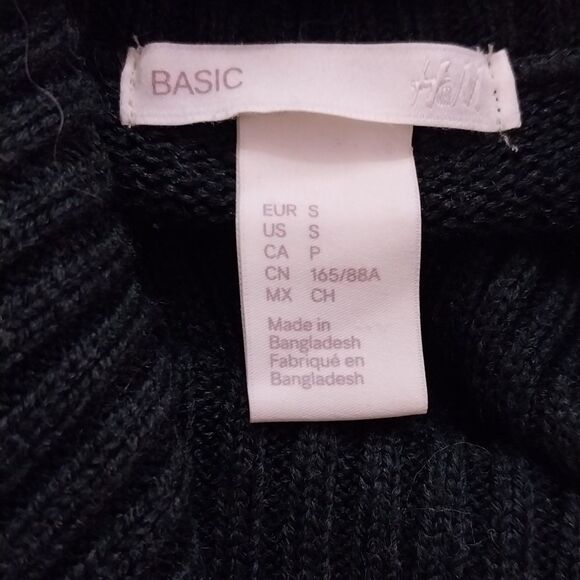 BASIC
H&M
EUR S
US S
CA P
CN 165/88A
MX CH
Made in
Bangladesh
Fabriqué en
Bangladesh